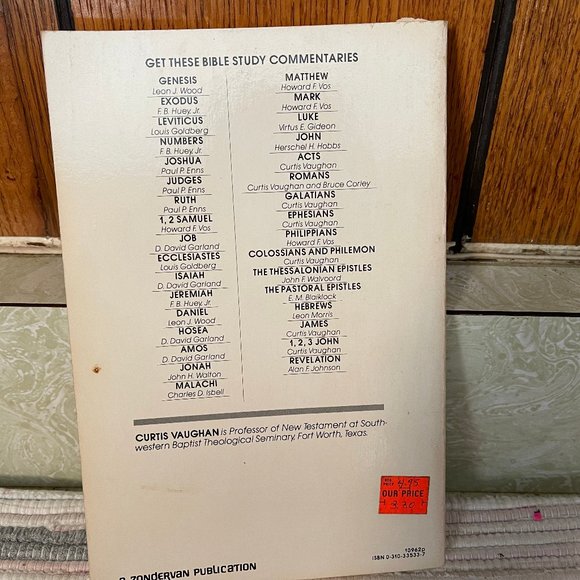 GET THESE BIBLE STUDY COMMENTARIES
GENESIS
Leon J. Wood
EXODUS
F. B. Huey, Jr.
LEVITICUS
Louis Goldberg
NUMBERS
F. B. Huey, Jr.
JOSHUA
Paul P. Enns
JUDGES
Paul P. Enns
RUTH
Paul P. Enns
1, 2 SAMUEL
Howard F. Vos
JOB
D. David Garland
ECCLESIASTES
Louis Goldberg
ISAIAH
D. David Garland
JEREMIAH
F. B. Huey, Jr.
DANIEL
Leon J. Wood
HOSEA
D. David Garland
AMOS
D. David Garland
JONAH
John H. Walton
MALACHI
Charles D. Isbell
MATTHEW
Howard F. Vos
MARK
Howard F. Vos
LUKE
Virtus E. Gideon
JOHN
Herschel H. Hobbs
ACTS
Curtis Vaughan
ROMANS
Curtis Vaughan and Bruce Corley
GALATIANS
Curtis Vaughan
EPHESIANS
Curtis Vaughan
PHILIPPIANS
Howard F. Vos
COLOSSIANS AND PHILEMON
Curtis Vaughan
THE THESSALONIAN EPISTLES
John F. Walvoord
THE PASTORAL EPISTLES
E. M. Blaiklock
HEBREWS
Leon Morris
JAMES
Curtis Vaughan
1, 2, 3 JOHN
Curtis Vaughan
REVELATION
Alan F. Johnson
CURTIS VAUGHAN is Professor of New Testament at South-
western Baptist Theological Seminary, Fort Worth, Texas.
REG. PRICE 4.95
OUR PRICE
3.30
10962p
ISBN 0-310-33533-7
ZONDERVAN PUBLICATION